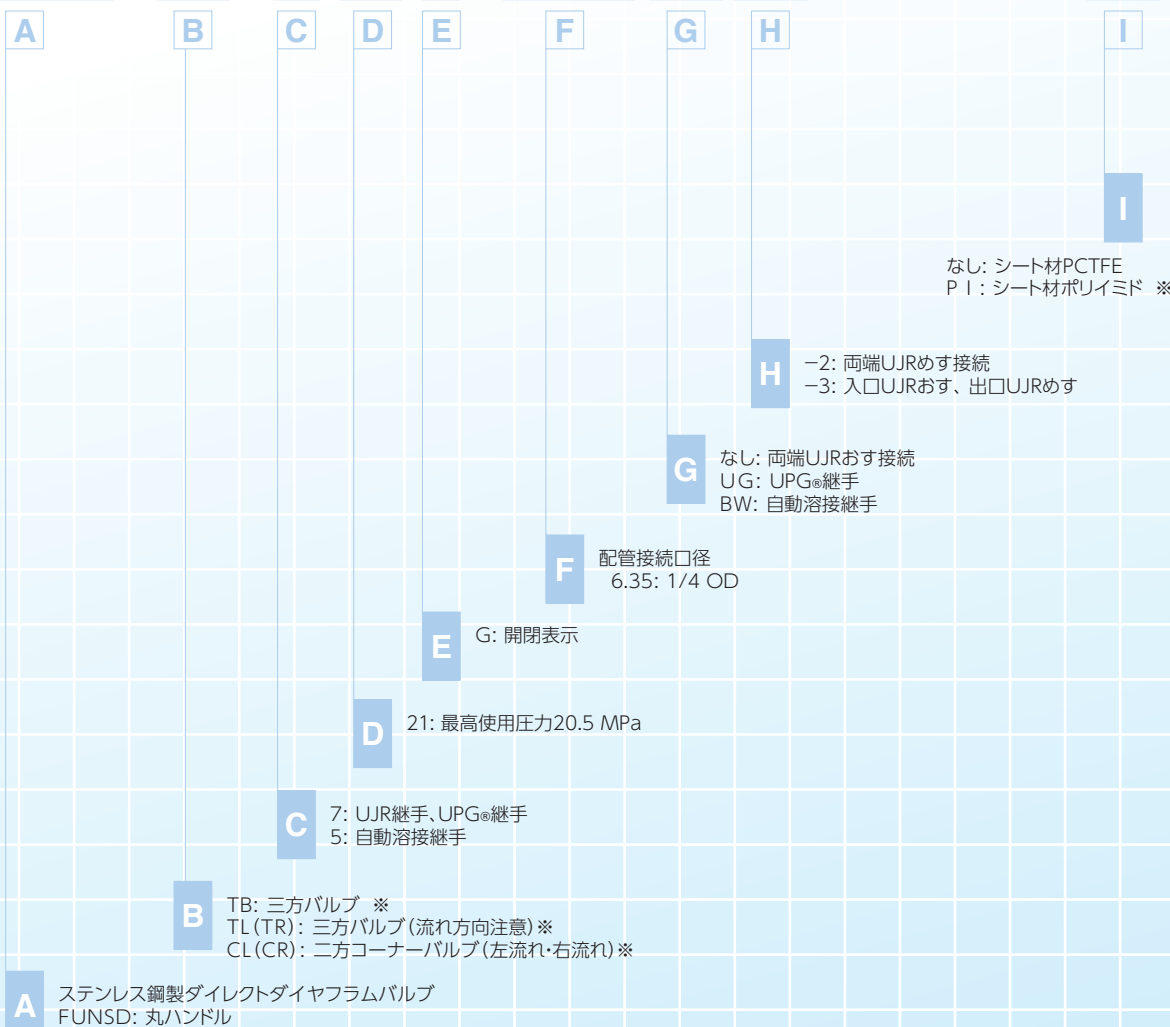 A B C D E F G H I
I
なし: シート材PCTFE
PI: シート材ポリイミド ※
H
−2: 両端UJRめす接続
−3: 入口UJRおす、出口UJRめす
G
なし: 両端UJRおす接続
UG: UPG®継手
BW: 自動溶接継手
F
配管接続口径
6.35: 1/4 OD
E
G: 開閉表示
D
21: 最高使用圧力20.5 MPa
C
7: UJR継手、UPG®継手
5: 自動溶接継手
B
TB: 三方バルブ ※
TL(TR): 三方バルブ(流れ方向注意)※
CL(CR): 二方コーナーバルブ(左流れ・右流れ)※
A
ステンレス鋼製ダイレクトダイヤフラムバルブ
FUNSD: 丸ハンドル